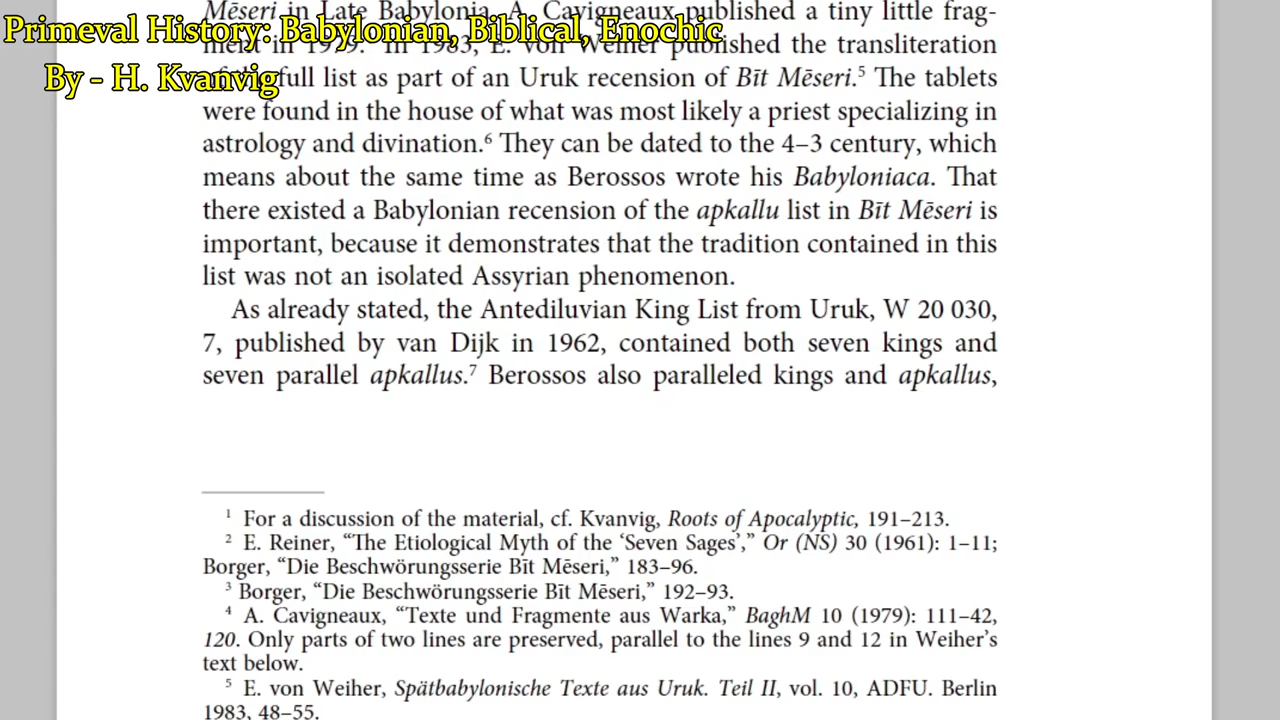 Primeval History: Babylonian, Biblical, Enochic
By - H. Kvanvig
Mēseri in Late Babylonia. A. Cavigneaux published a tiny little frag-
ment in 1979. In 1983, E. von Weiher published the transliteration
full list as part of an Uruk recension of Bīt Mēseri.⁵ The tablets
were found in the house of what was most likely a priest specializing in
astrology and divination.⁶ They can be dated to the 4–3 century, which
means about the same time as Berossos wrote his Babyloniaca. That
there existed a Babylonian recension of the apkallu list in Bīt Mēseri is
important, because it demonstrates that the tradition contained in this
list was not an isolated Assyrian phenomenon.
As already stated, the Antediluvian King List from Uruk, W 20 030,
7, published by van Dijk in 1962, contained both seven kings and
seven parallel apkallus.⁷ Berossos also paralleled kings and apkallus,
¹ For a discussion of the material, cf. Kvanvig, Roots of Apocalyptic, 191–213.
² E. Reiner, “The Etiological Myth of the ‘Seven Sages’,” Or (NS) 30 (1961): 1–11;
Borger, “Die Beschwörungsserie Bīt Mēseri,” 183–96.
³ Borger, “Die Beschwörungsserie Bīt Mēseri,” 192–93.
⁴ A. Cavigneaux, “Texte und Fragmente aus Warka,” BaghM 10 (1979): 111–42,
120. Only parts of two lines are preserved, parallel to the lines 9 and 12 in Weiher’s
text below.
⁵ E. von Weiher, Spätbabylonische Texte aus Uruk. Teil II, vol. 10, ADFU. Berlin
1983, 48–55.